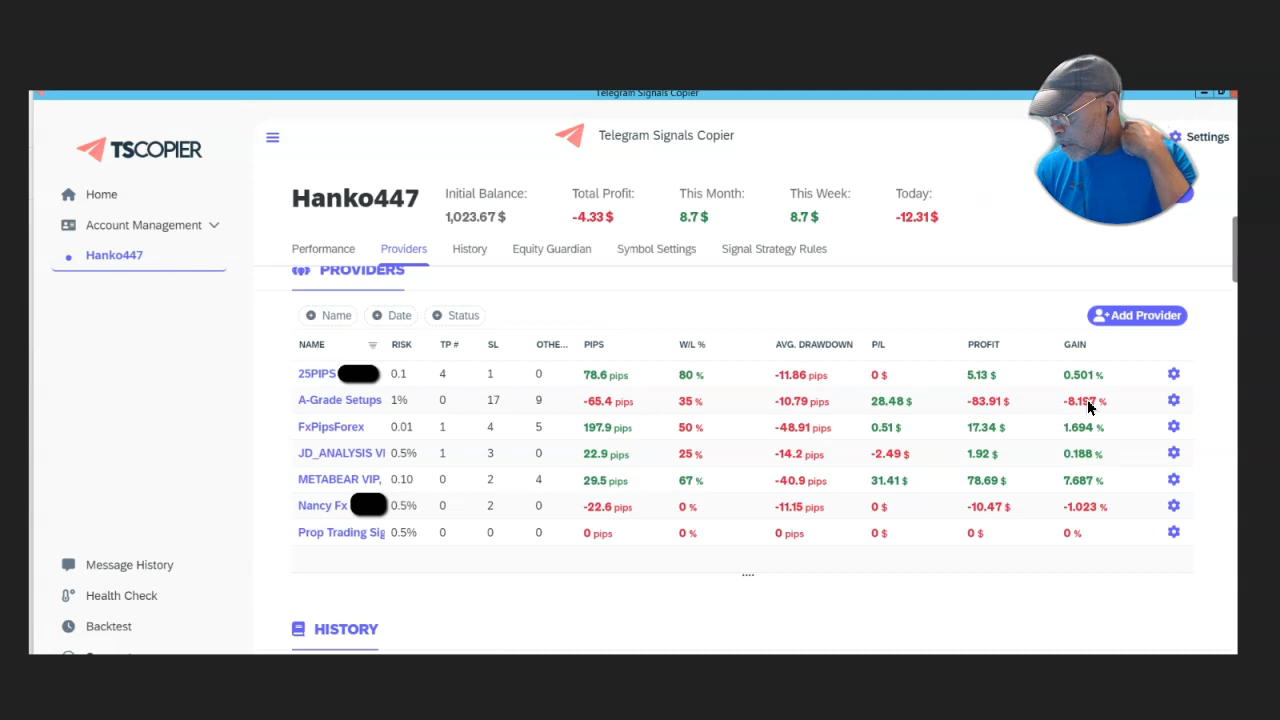 Telegram Signals Copier
TSCOPIER
Telegram Signals Copier
Settings
Home
Account Management
Hanko447
Hanko447
Initial Balance: Total Profit: This Month: This Week: Today:
1,023.67 $ -4.33 $ 8.7 $ 8.7 $ -12.31 $
Performance Providers History Equity Guardian Symbol Settings Signal Strategy Rules
PROVIDERS
Name Date Status Add Provider
NAME RISK TP # SL OTHE... PIPS W/L % AVG. DRAWDOWN P/L PROFIT GAIN
25PIPS 0.1 4 1 0 78.6 pips 80 % -11.86 pips 0 $ 5.13 $ 0.501 %
A-Grade Setups 1% 0 17 9 -65.4 pips 35 % -10.79 pips 28.48 $ -83.91 $ %
FxPipsForex 0.01 1 4 5 197.9 pips 50 % -48.91 pips 0.51 $ 17.34 $ 1.694 %
JD_ANALYSIS VI 0.5% 1 3 0 22.9 pips 25 % -14.2 pips -2.49 $ 1.92 $ 0.188 %
METABEAR VIP, 0.10 0 2 4 29.5 pips 67 % -40.9 pips 31.41 $ 78.69 $ 7.687 %
Nancy Fx 0.5% 0 2 0 -22.6 pips 0 % -11.15 pips 0 $ -10.47 $ -1.023 %
Prop Trading Sig 0.5% 0 0 0 0 pips 0 % 0 pips 0 $ 0 $ 0 %
....
HISTORY
Message History
Health Check
Backtest